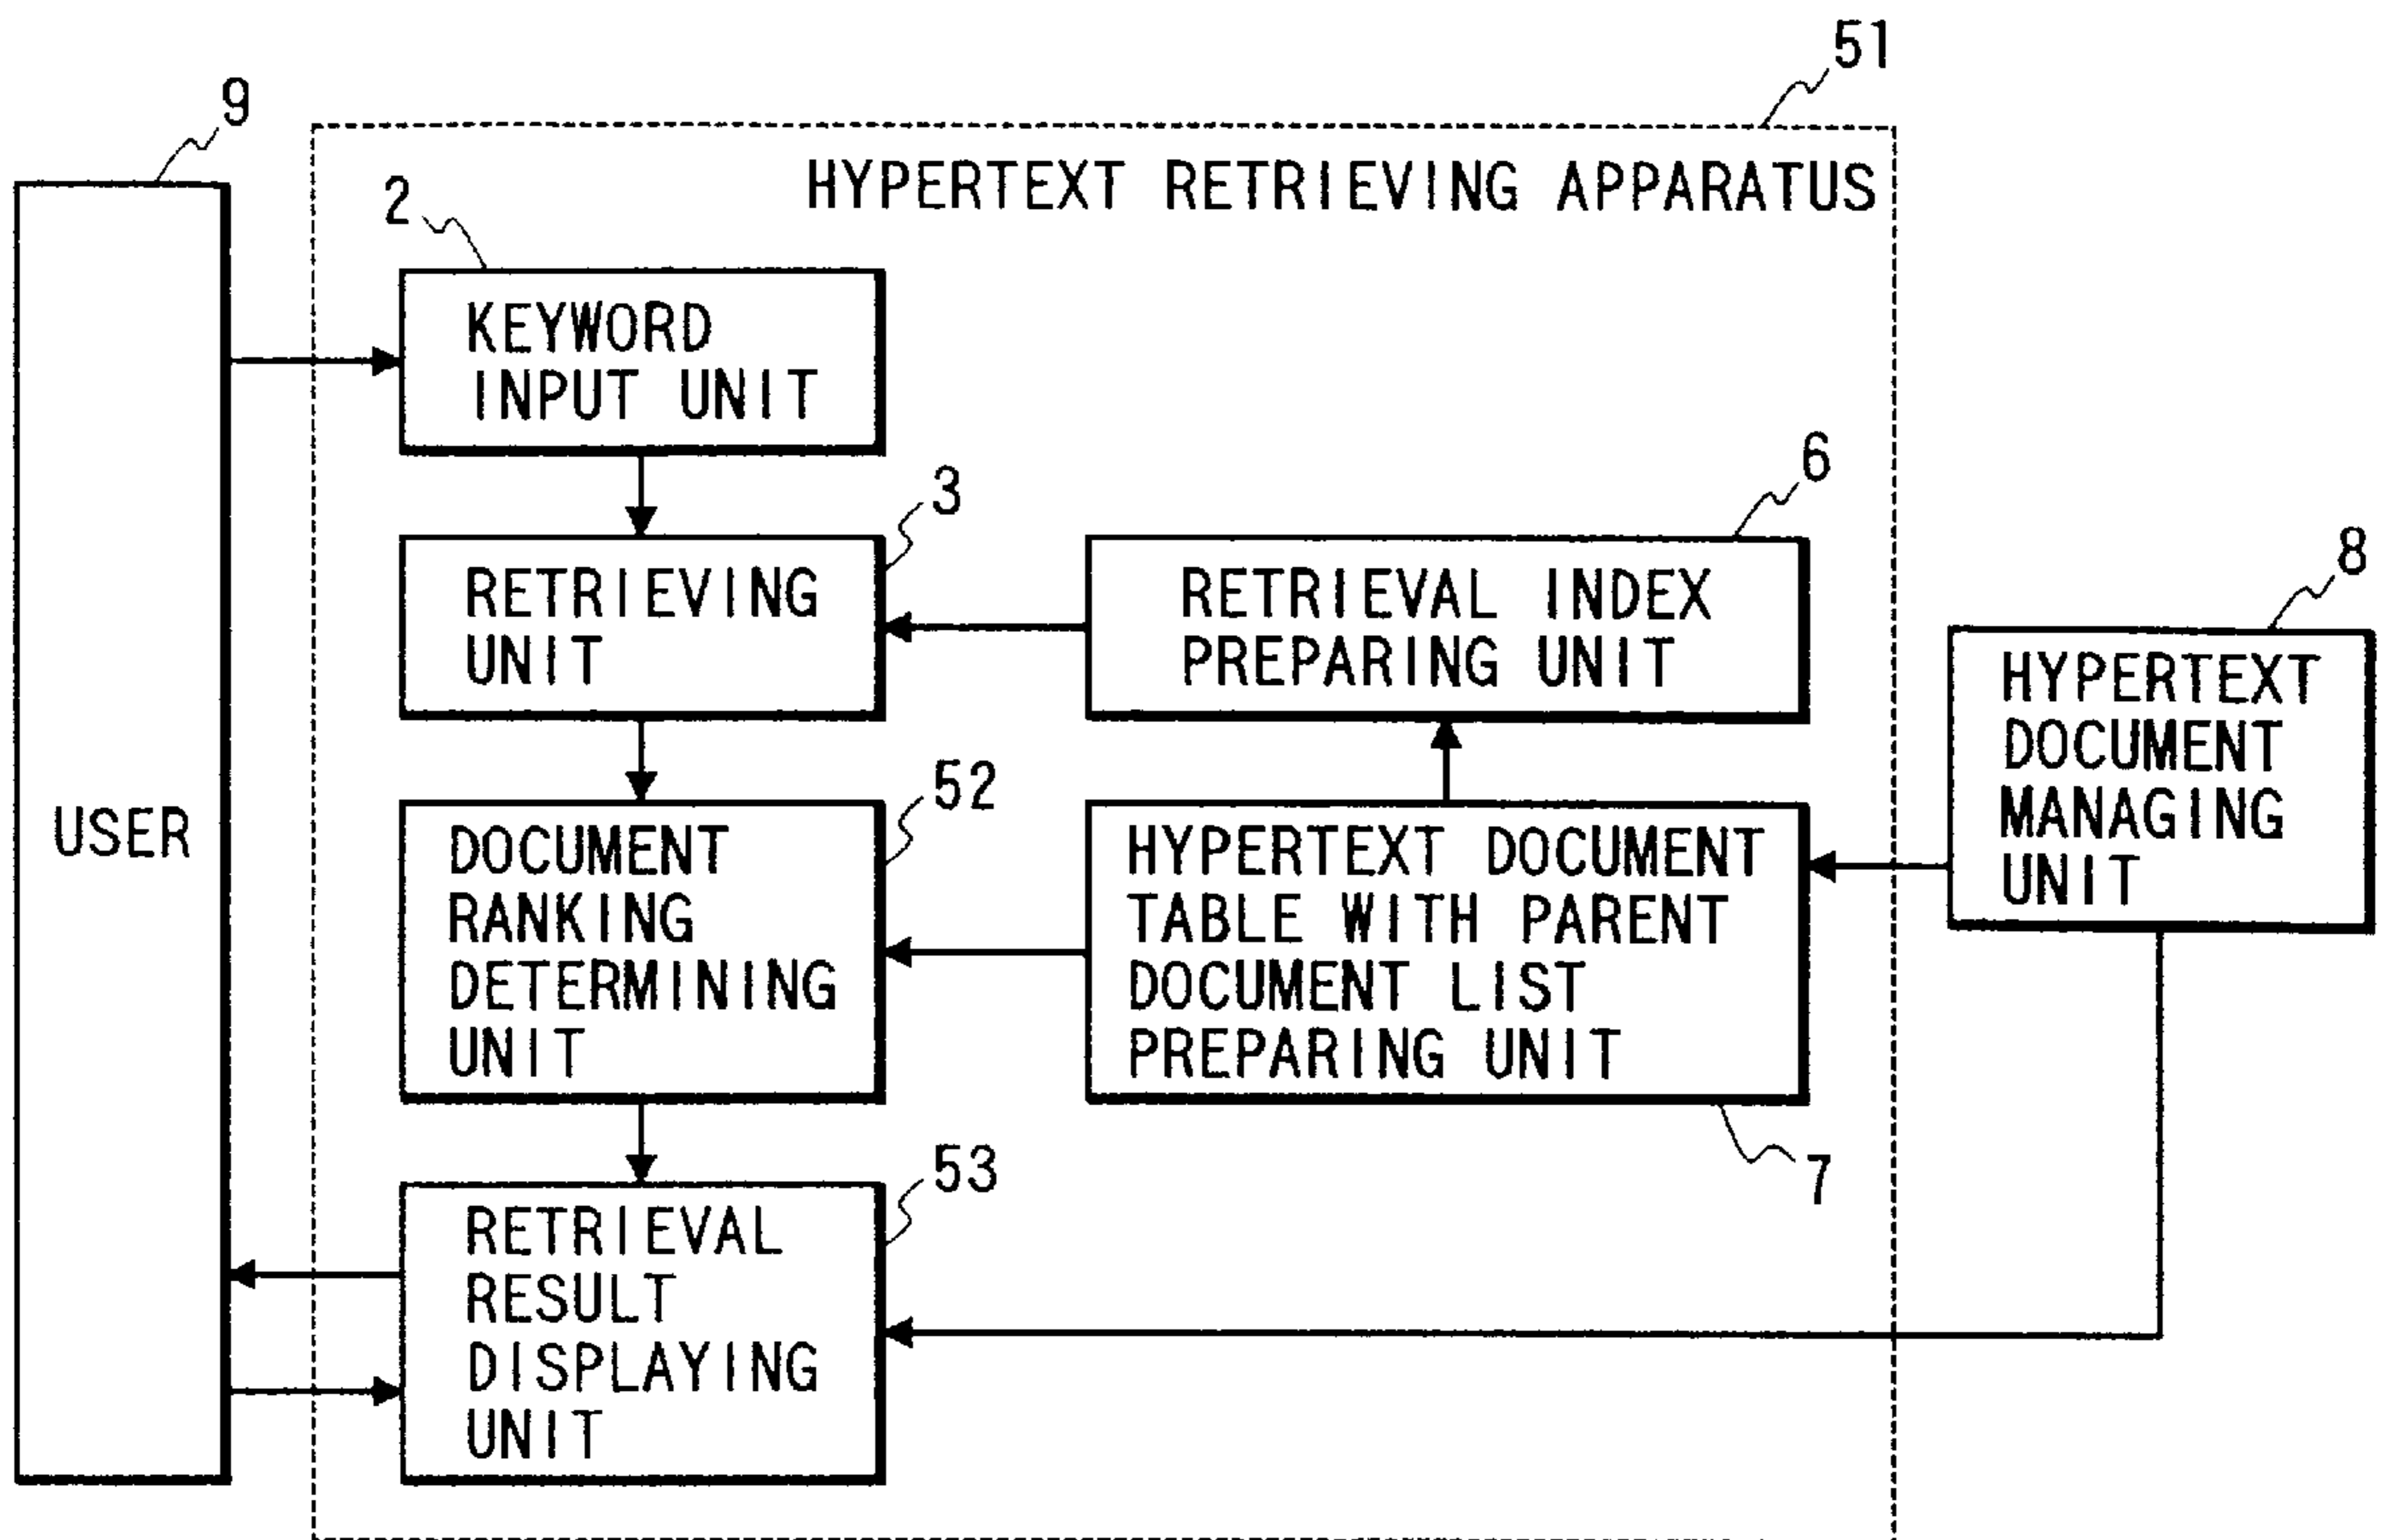 51
9
HYPERTEXT RETRIEVING APPARATUS
2
KEYWORD
INPUT UNIT
3
6
RETRIEVING
UNIT
RETRIEVAL INDEX
PREPARING UNIT
8
HYPERTEXT
DOCUMENT
MANAGING
UNIT
USER
52
DOCUMENT
RANKING
DETERMINING
UNIT
HYPERTEXT DOCUMENT
TABLE WITH PARENT
DOCUMENT LIST
PREPARING UNIT
7
53
RETRIEVAL
RESULT
DISPLAYING
UNIT